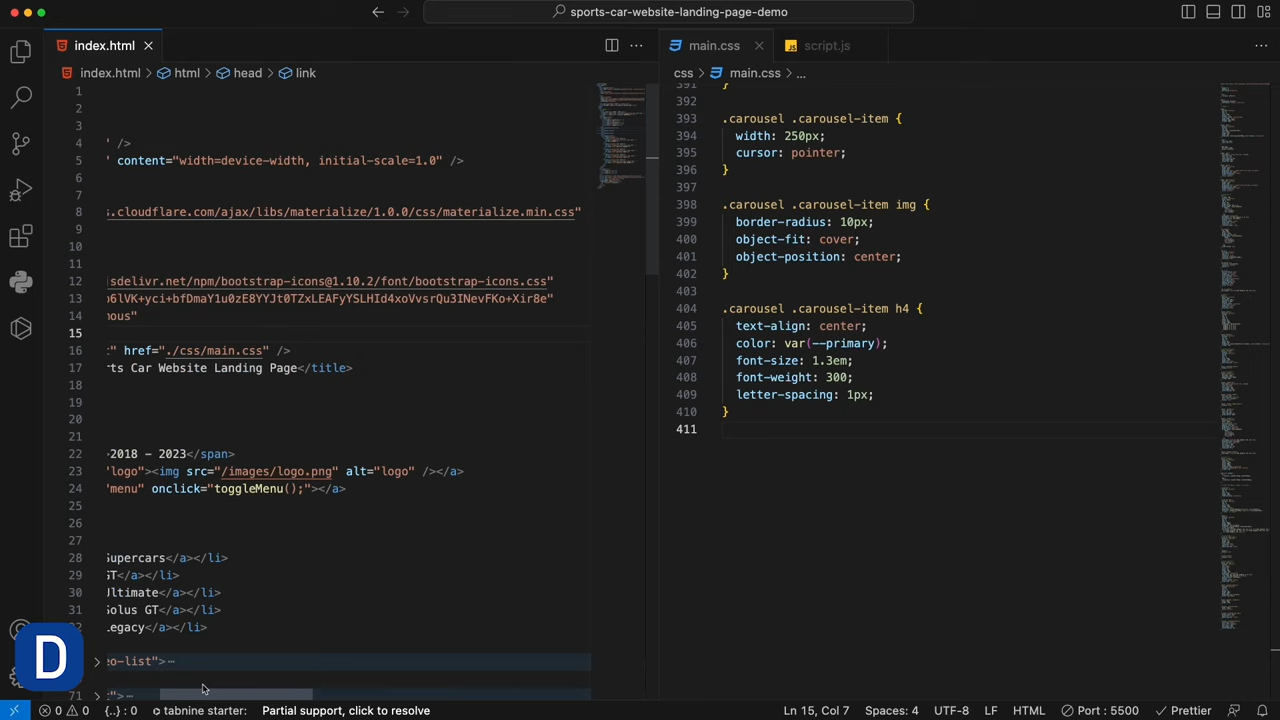 sports-car-website-landing-page-demo
index.html
main.css
script.js
index.html > html > head > link
css > main.css > ...
1
2
3
4 " />
5 " content="width=device-width, initial-scale=1.0" />
6
7
8 s.cloudflare.com/ajax/libs/materialize/1.0.0/css/materialize.min.css"
9
10
11
12 jsdelivr.net/npm/bootstrap-icons@1.10.2/font/bootstrap-icons.css"
13 b6lVK+yci+bfDmaY1u0zE8YYJt0TZxLEAFyYSLHId4xoVvsrQu3INevFKo+Xir8e"
14 mous"
15
16 t" href="./css/main.css" />
17 rts Car Website Landing Page</title>
18
19
20
21
22 >2018 - 2023</span>
23 "logo"><img src="/images/logo.png" alt="logo" /></a>
24 "menu" onclick="toggleMenu();"></a>
25
26
27
28 Supercars</a></li>
29 GT</a></li>
30 Ultimate</a></li>
31 Solus GT</a></li>
Legacy</a></li>
eo-list"> ...
71 t"> ...
391 }
392
393 .carousel .carousel-item {
394 width: 250px;
395 cursor: pointer;
396 }
397
398 .carousel .carousel-item img {
399 border-radius: 10px;
400 object-fit: cover;
401 object-position: center;
402 }
403
404 .carousel .carousel-item h4 {
405 text-align: center;
406 color: var(--primary);
407 font-size: 1.3em;
408 font-weight: 300;
409 letter-spacing: 1px;
410 }
411
D
0 0 {..} : 0 tabnine starter: Partial support, click to resolve Ln 15, Col 7 Spaces: 4 UTF-8 LF HTML Port : 5500 Prettier